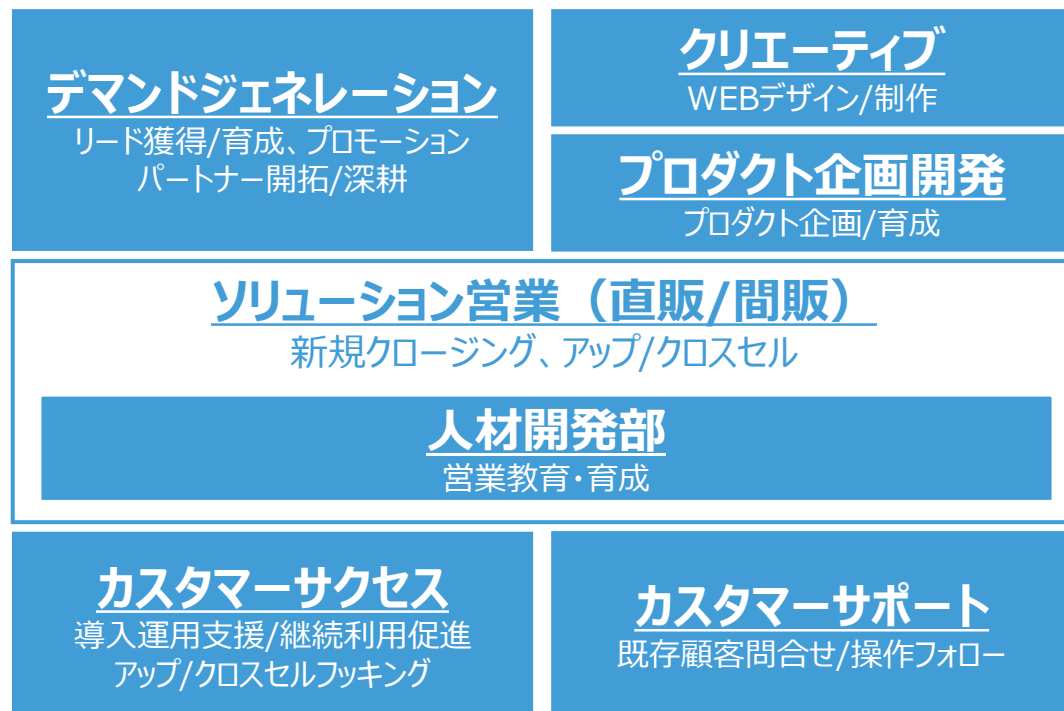 デマンドジェネレーション
リード獲得/育成、プロモーション
パートナー開拓/深耕
クリエーティブ
WEBデザイン/制作
プロダクト企画開発
プロダクト企画/育成
ソリューション営業（直販/間販）
新規クロージング、アップ/クロスセル
人材開発部
営業教育・育成
カスタマーサクセス
導入運用支援/継続利用促進
アップ/クロスセルフッキング
カスタマーサポート
既存顧客問合せ/操作フォロー